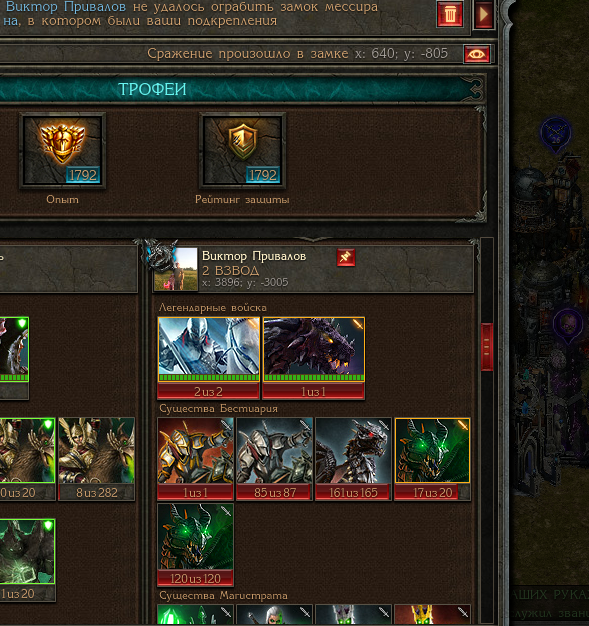 Виктор Привалов не удалось ограбить замок мессира
на, в котором были ваши подкрепления
Сражение произошло в замке x: 640; y: -805
ТРОФЕИ
1792
1792
Опыт
Рейтинг защиты
Виктор Привалов
2 ВЗВОД
x: 3896; y: -3005
Легендарные войска
2 из 2
1 из 1
Существа Бестиария
1 из 1
85 из 87
161 из 165
17 из 20
0 из 20
8 из 282
120 из 120
1 из 20
Существа Магистрата